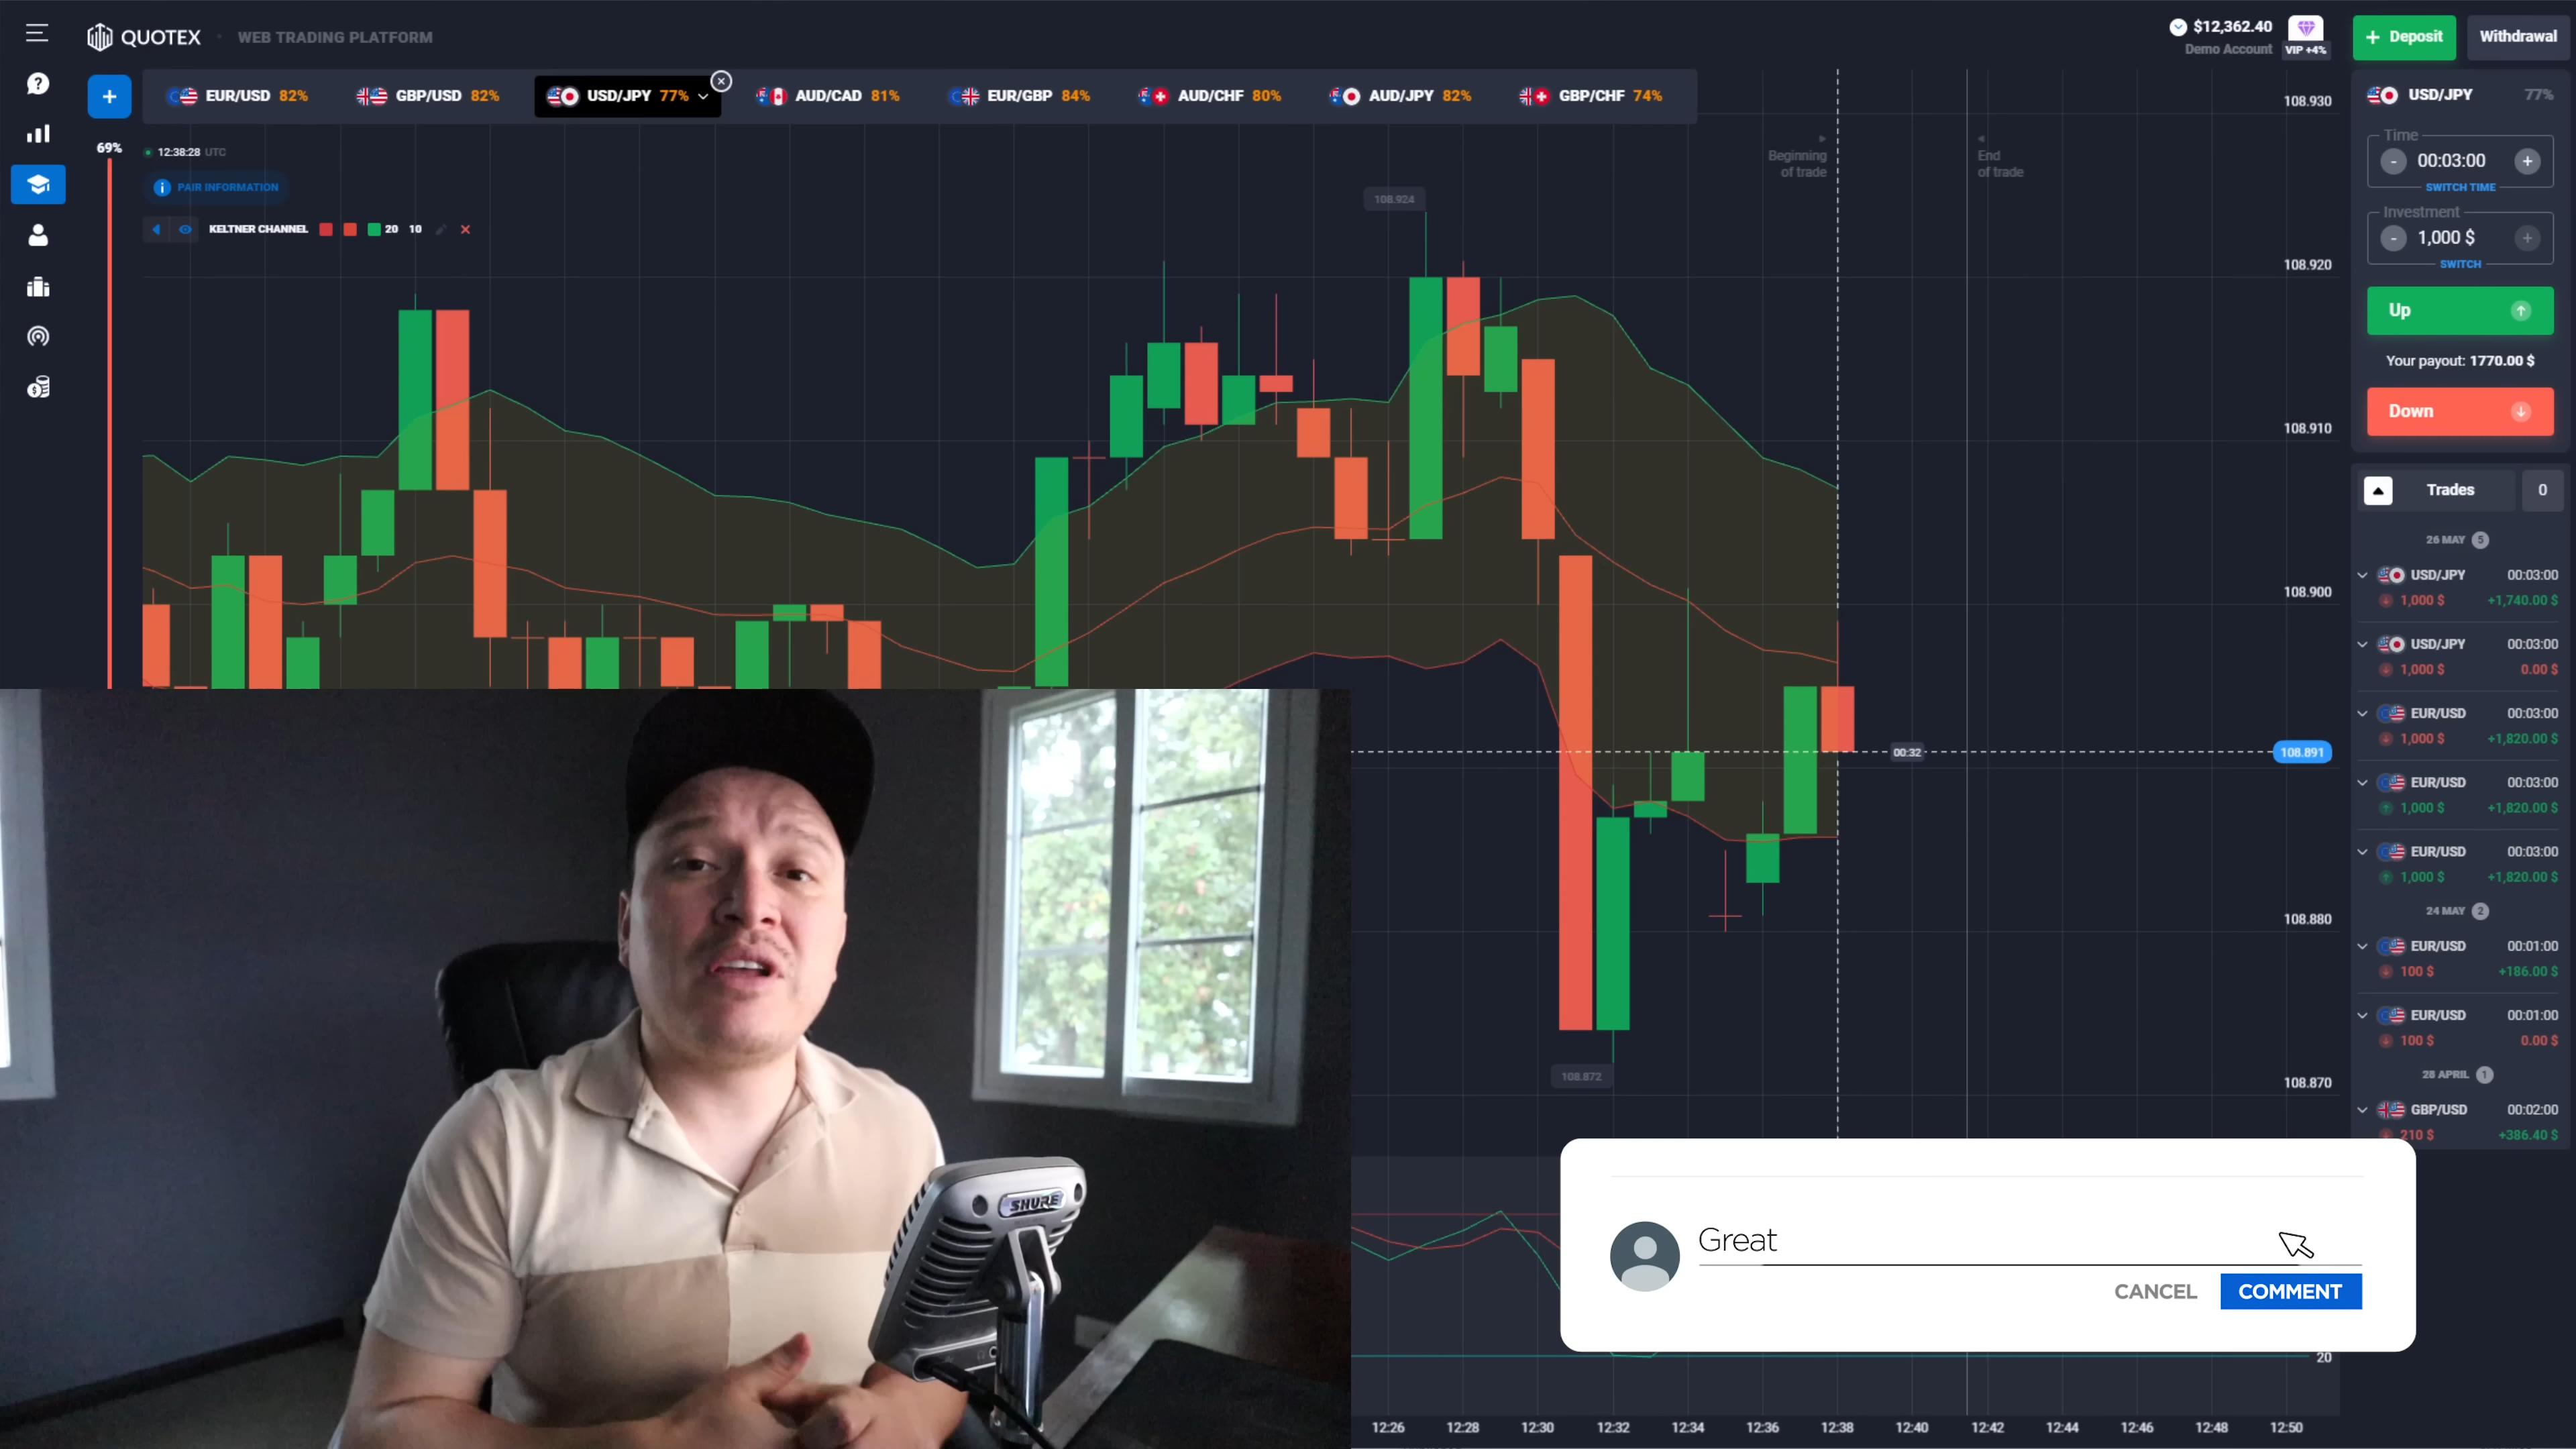 QUOTEX WEB TRADING PLATFORM
$12,362.40
Demo Account
VIP +4%
+ Deposit
Withdrawal
+
EUR/USD 82%
GBP/USD 82%
USD/JPY 77%
AUD/CAD 81%
EUR/GBP 84%
AUD/CHF 80%
AUD/JPY 82%
GBP/CHF 74%
69%
12:38:28 UTC
PAIR INFORMATION
KELTNER CHANNEL 20 10
Beginning
of trade
End
of trade
108.924
108.872
00:32
108.930
108.920
108.910
108.900
108.891
108.880
108.870
20
12:26 12:28 12:30 12:32 12:34 12:36 12:38 12:40 12:42 12:44 12:46 12:48 12:50
USD/JPY 77%
Time
- 00:03:00 +
SWITCH TIME
Investment
- 1,000 $ +
SWITCH
Up
Your payout: 1770.00 $
Down
Trades 0
26 MAY 5
USD/JPY 00:03:00
1,000 $ +1,740.00 $
USD/JPY 00:03:00
1,000 $ 0.00 $
EUR/USD 00:03:00
1,000 $ +1,820.00 $
EUR/USD 00:03:00
1,000 $ +1,820.00 $
EUR/USD 00:03:00
1,000 $ +1,820.00 $
24 MAY 2
EUR/USD 00:01:00
100 $ +186.00 $
EUR/USD 00:01:00
100 $ 0.00 $
28 APRIL 1
GBP/USD 00:02:00
210 $ +386.40 $
SHURE
Great
CANCEL COMMENT